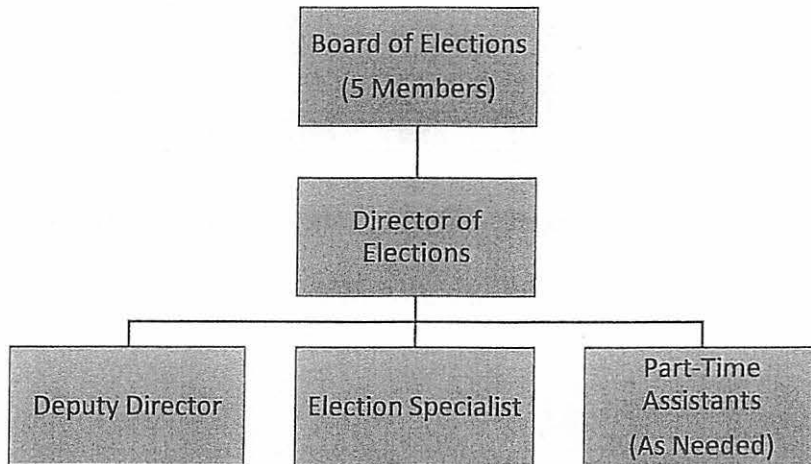 Board of Elections
(5 Members)
Director of
Elections
Deputy Director
Election Specialist
Part-Time
Assistants
(As Needed)